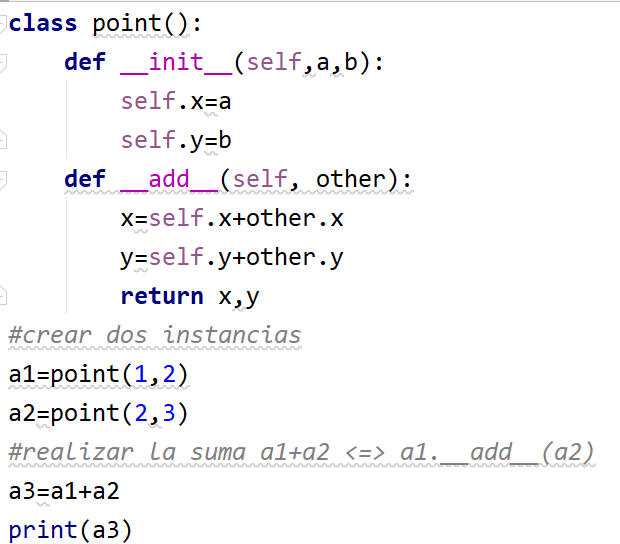 class point():
    def __init__(self,a,b):
        self.x=a
        self.y=b
    def __add__(self, other):
        x=self.x+other.x
        y=self.y+other.y
        return x,y
#crear dos instancias
a1=point(1,2)
a2=point(2,3)
#realizar la suma a1+a2 <=> a1.__add__(a2)
a3=a1+a2
print(a3)